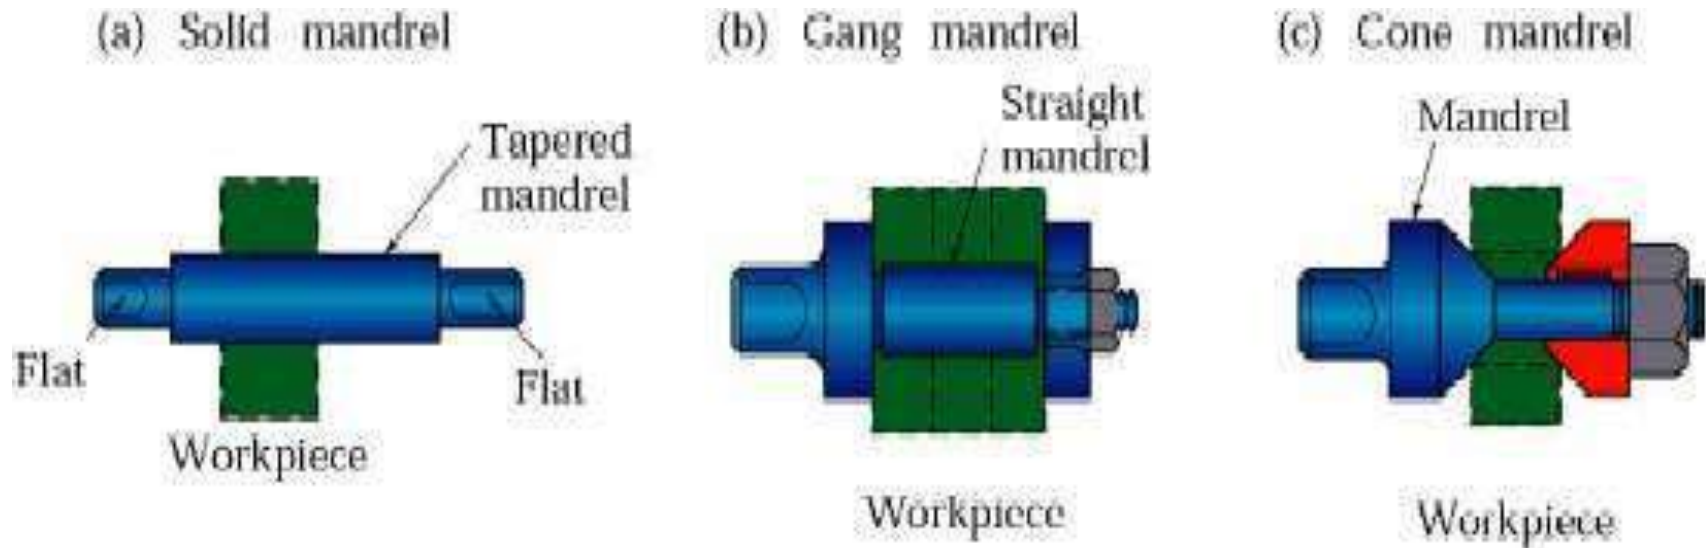 (a) Solid mandrel
Tapered
mandrel
Flat
Flat
Workpiece
(b) Gang mandrel
Straight
mandrel
Workpiece
(c) Cone mandrel
Mandrel
Workpiece